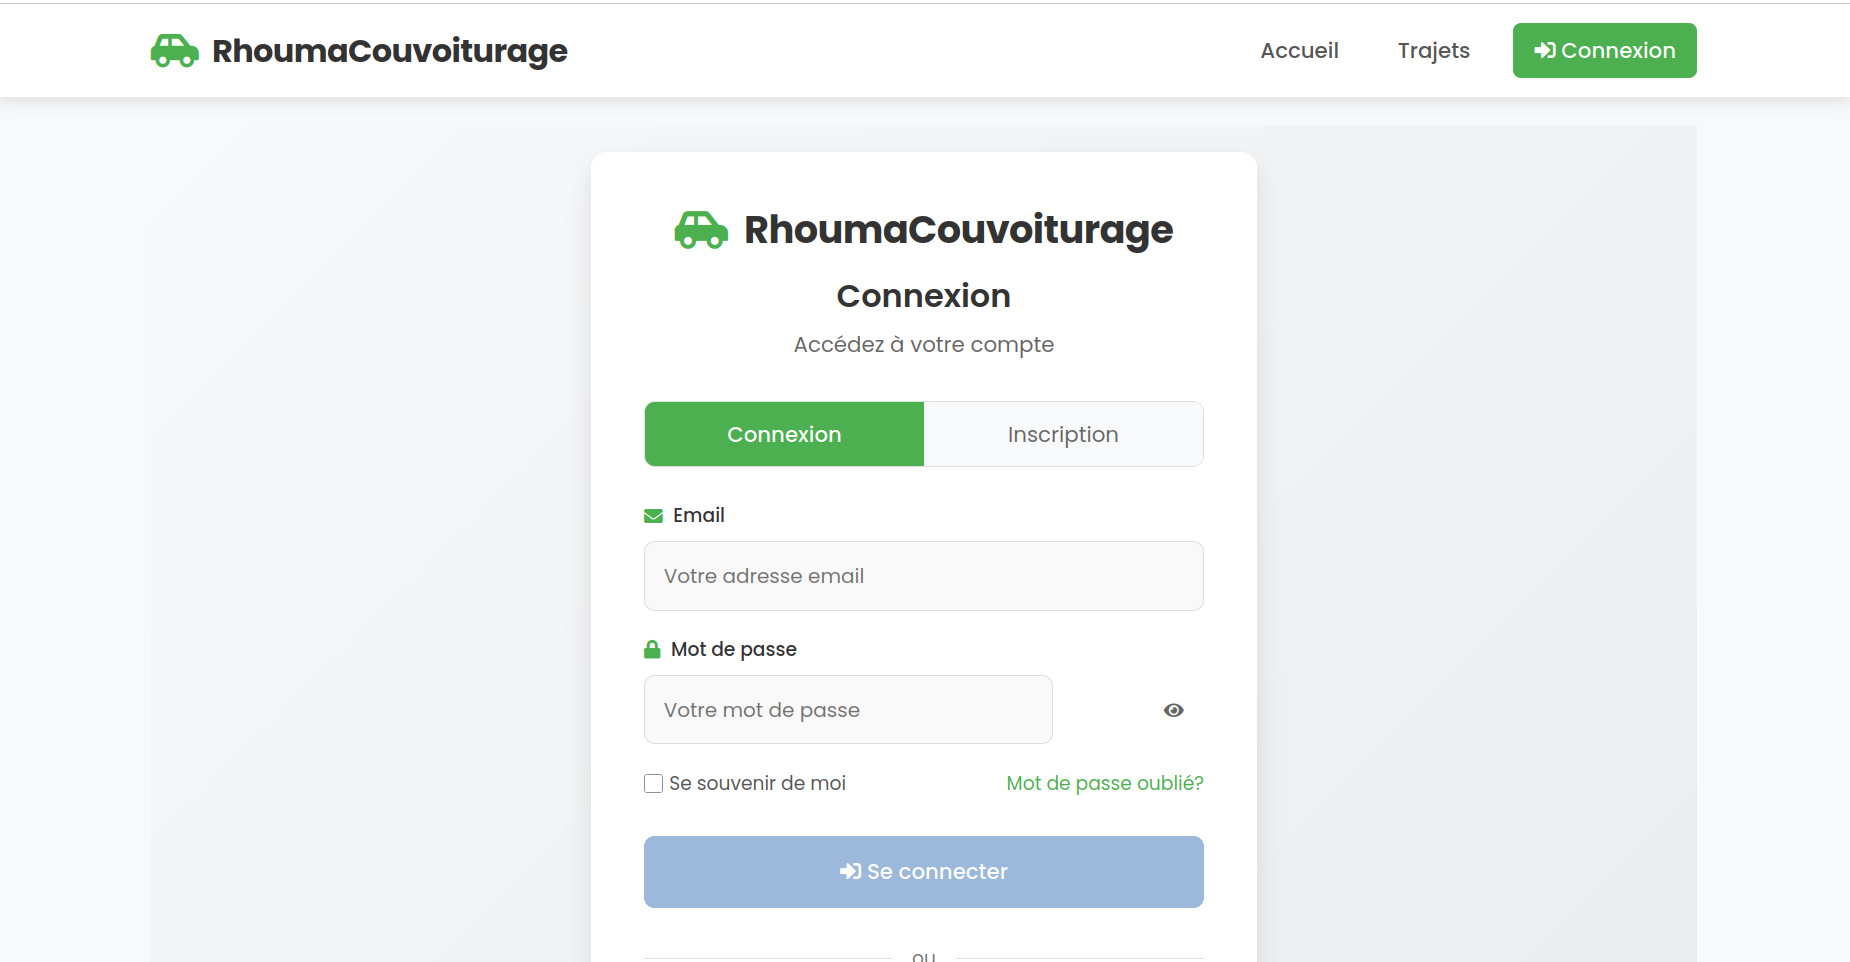 RhoumaCouvoiturage
Accueil
Trajets
Connexion
RhoumaCouvoiturage
Connexion
Accédez à votre compte
Connexion
Inscription
Email
Votre adresse email
Mot de passe
Votre mot de passe
Se souvenir de moi
Mot de passe oublié?
Se connecter
ou